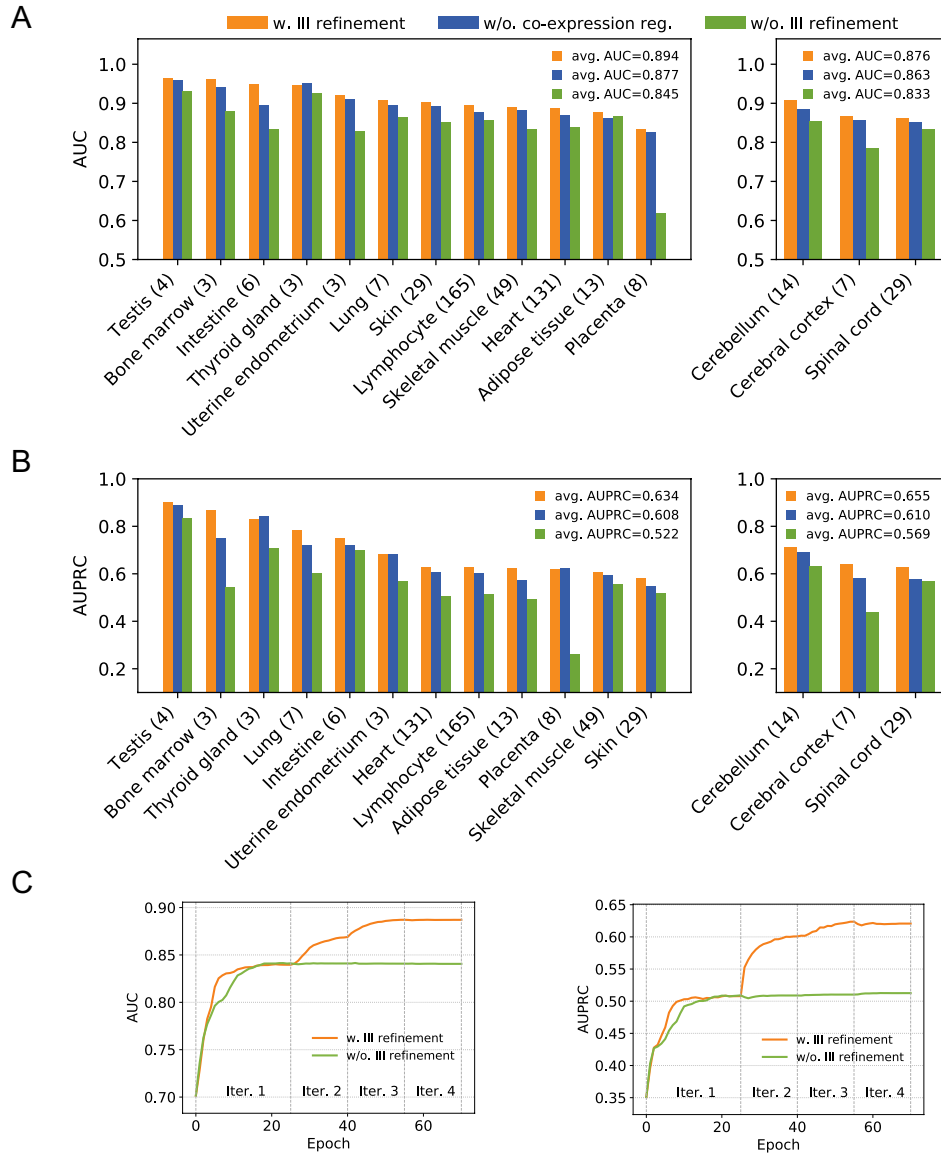 A
w. III refinement
w/o. co-expression reg.
w/o. III refinement
AUC
1.0
0.9
0.8
0.7
0.6
0.5
avg. AUC=0.894
avg. AUC=0.877
avg. AUC=0.845
Testis (4)
Bone marrow (3)
Intestine (6)
Thyroid gland (3)
Uterine endometrium (3)
Lung (7)
Skin (29)
Lymphocyte (165)
Skeletal muscle (49)
Heart (131)
Adipose tissue (13)
Placenta (8)
1.0
0.9
0.8
0.7
0.6
0.5
avg. AUC=0.876
avg. AUC=0.863
avg. AUC=0.833
Cerebellum (14)
Cerebral cortex (7)
Spinal cord (29)
B
AUPRC
1.0
0.8
0.6
0.4
0.2
avg. AUPRC=0.634
avg. AUPRC=0.608
avg. AUPRC=0.522
Testis (4)
Bone marrow (3)
Thyroid gland (3)
Lung (7)
Intestine (6)
Uterine endometrium (3)
Heart (131)
Lymphocyte (165)
Adipose tissue (13)
Placenta (8)
Skeletal muscle (49)
Skin (29)
1.0
0.8
0.6
0.4
0.2
avg. AUPRC=0.655
avg. AUPRC=0.610
avg. AUPRC=0.569
Cerebellum (14)
Cerebral cortex (7)
Spinal cord (29)
C
AUC
0.90
0.85
0.80
0.75
0.70
w. III refinement
w/o. III refinement
Iter. 1
Iter. 2
Iter. 3
Iter. 4
0
20
40
60
Epoch
AUPRC
0.65
0.60
0.55
0.50
0.45
0.40
0.35
w. III refinement
w/o. III refinement
Iter. 1
Iter. 2
Iter. 3
Iter. 4
0
20
40
60
Epoch